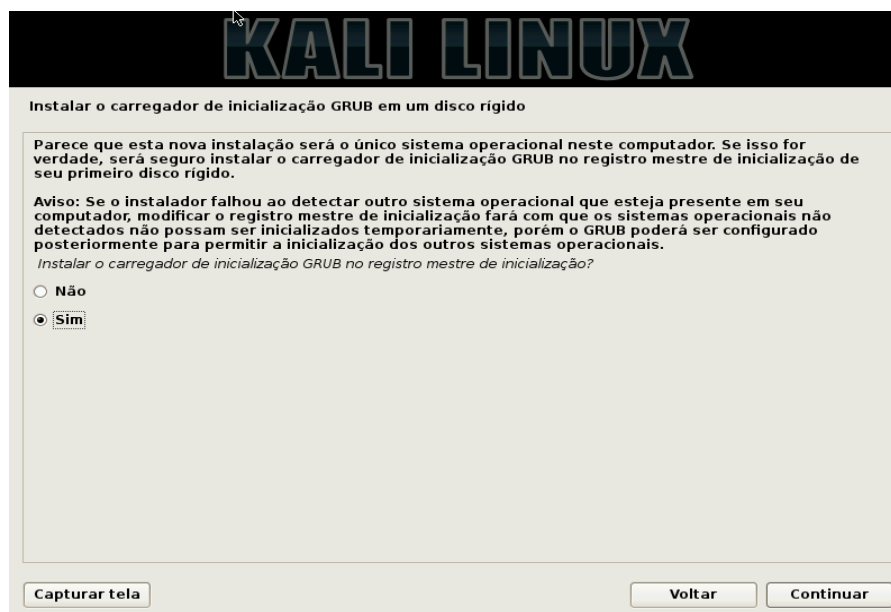 KALI LINUX
Instalar o carregador de inicialização GRUB em um disco rígido
Parece que esta nova instalação será o único sistema operacional neste computador. Se isso for
verdade, será seguro instalar o carregador de inicialização GRUB no registro mestre de inicialização de
seu primeiro disco rígido.
Aviso: Se o instalador falhou ao detectar outro sistema operacional que esteja presente em seu
computador, modificar o registro mestre de inicialização fará com que os sistemas operacionais não
detectados não possam ser inicializados temporariamente, porém o GRUB poderá ser configurado
posteriormente para permitir a inicialização dos outros sistemas operacionais.
Instalar o carregador de inicialização GRUB no registro mestre de inicialização?
Não
Sim
Capturar tela
Voltar
Continuar